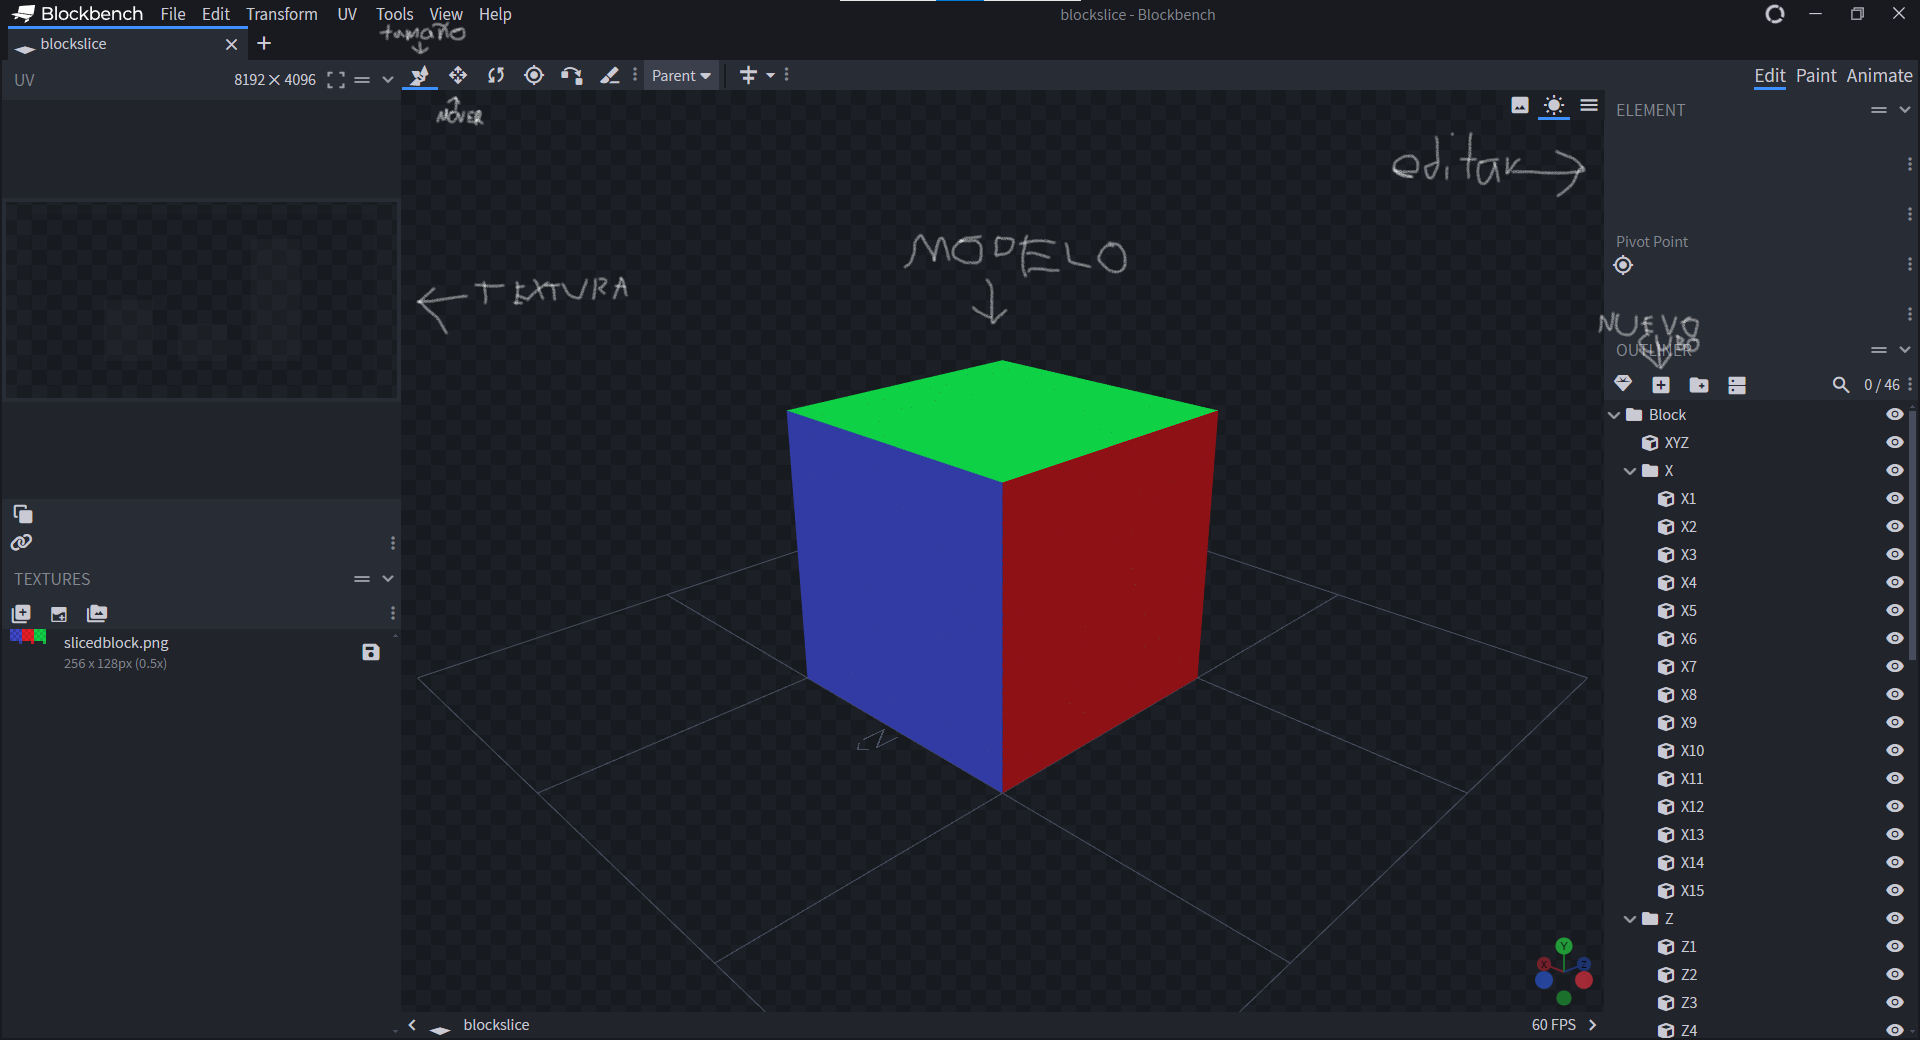 Blockbench File Edit Transform UV Tools View Help
blockslice - Blockbench
blockslice
tamaño
UV 8192 × 4096
Parent
Edit Paint Animate
MOVER
ELEMENT
editar
Pivot Point
MODELO
TEXTURA
NUEVO
CUBO
OUTLINER
0 / 46
Block
XYZ
X
X1
X2
X3
X4
X5
X6
X7
X8
X9
X10
X11
X12
X13
X14
X15
Z
Z1
Z2
Z3
Z4
TEXTURES
slicedblock.png
256 x 128px (0.5x)
N
Y
X
Z
blockslice
60 FPS